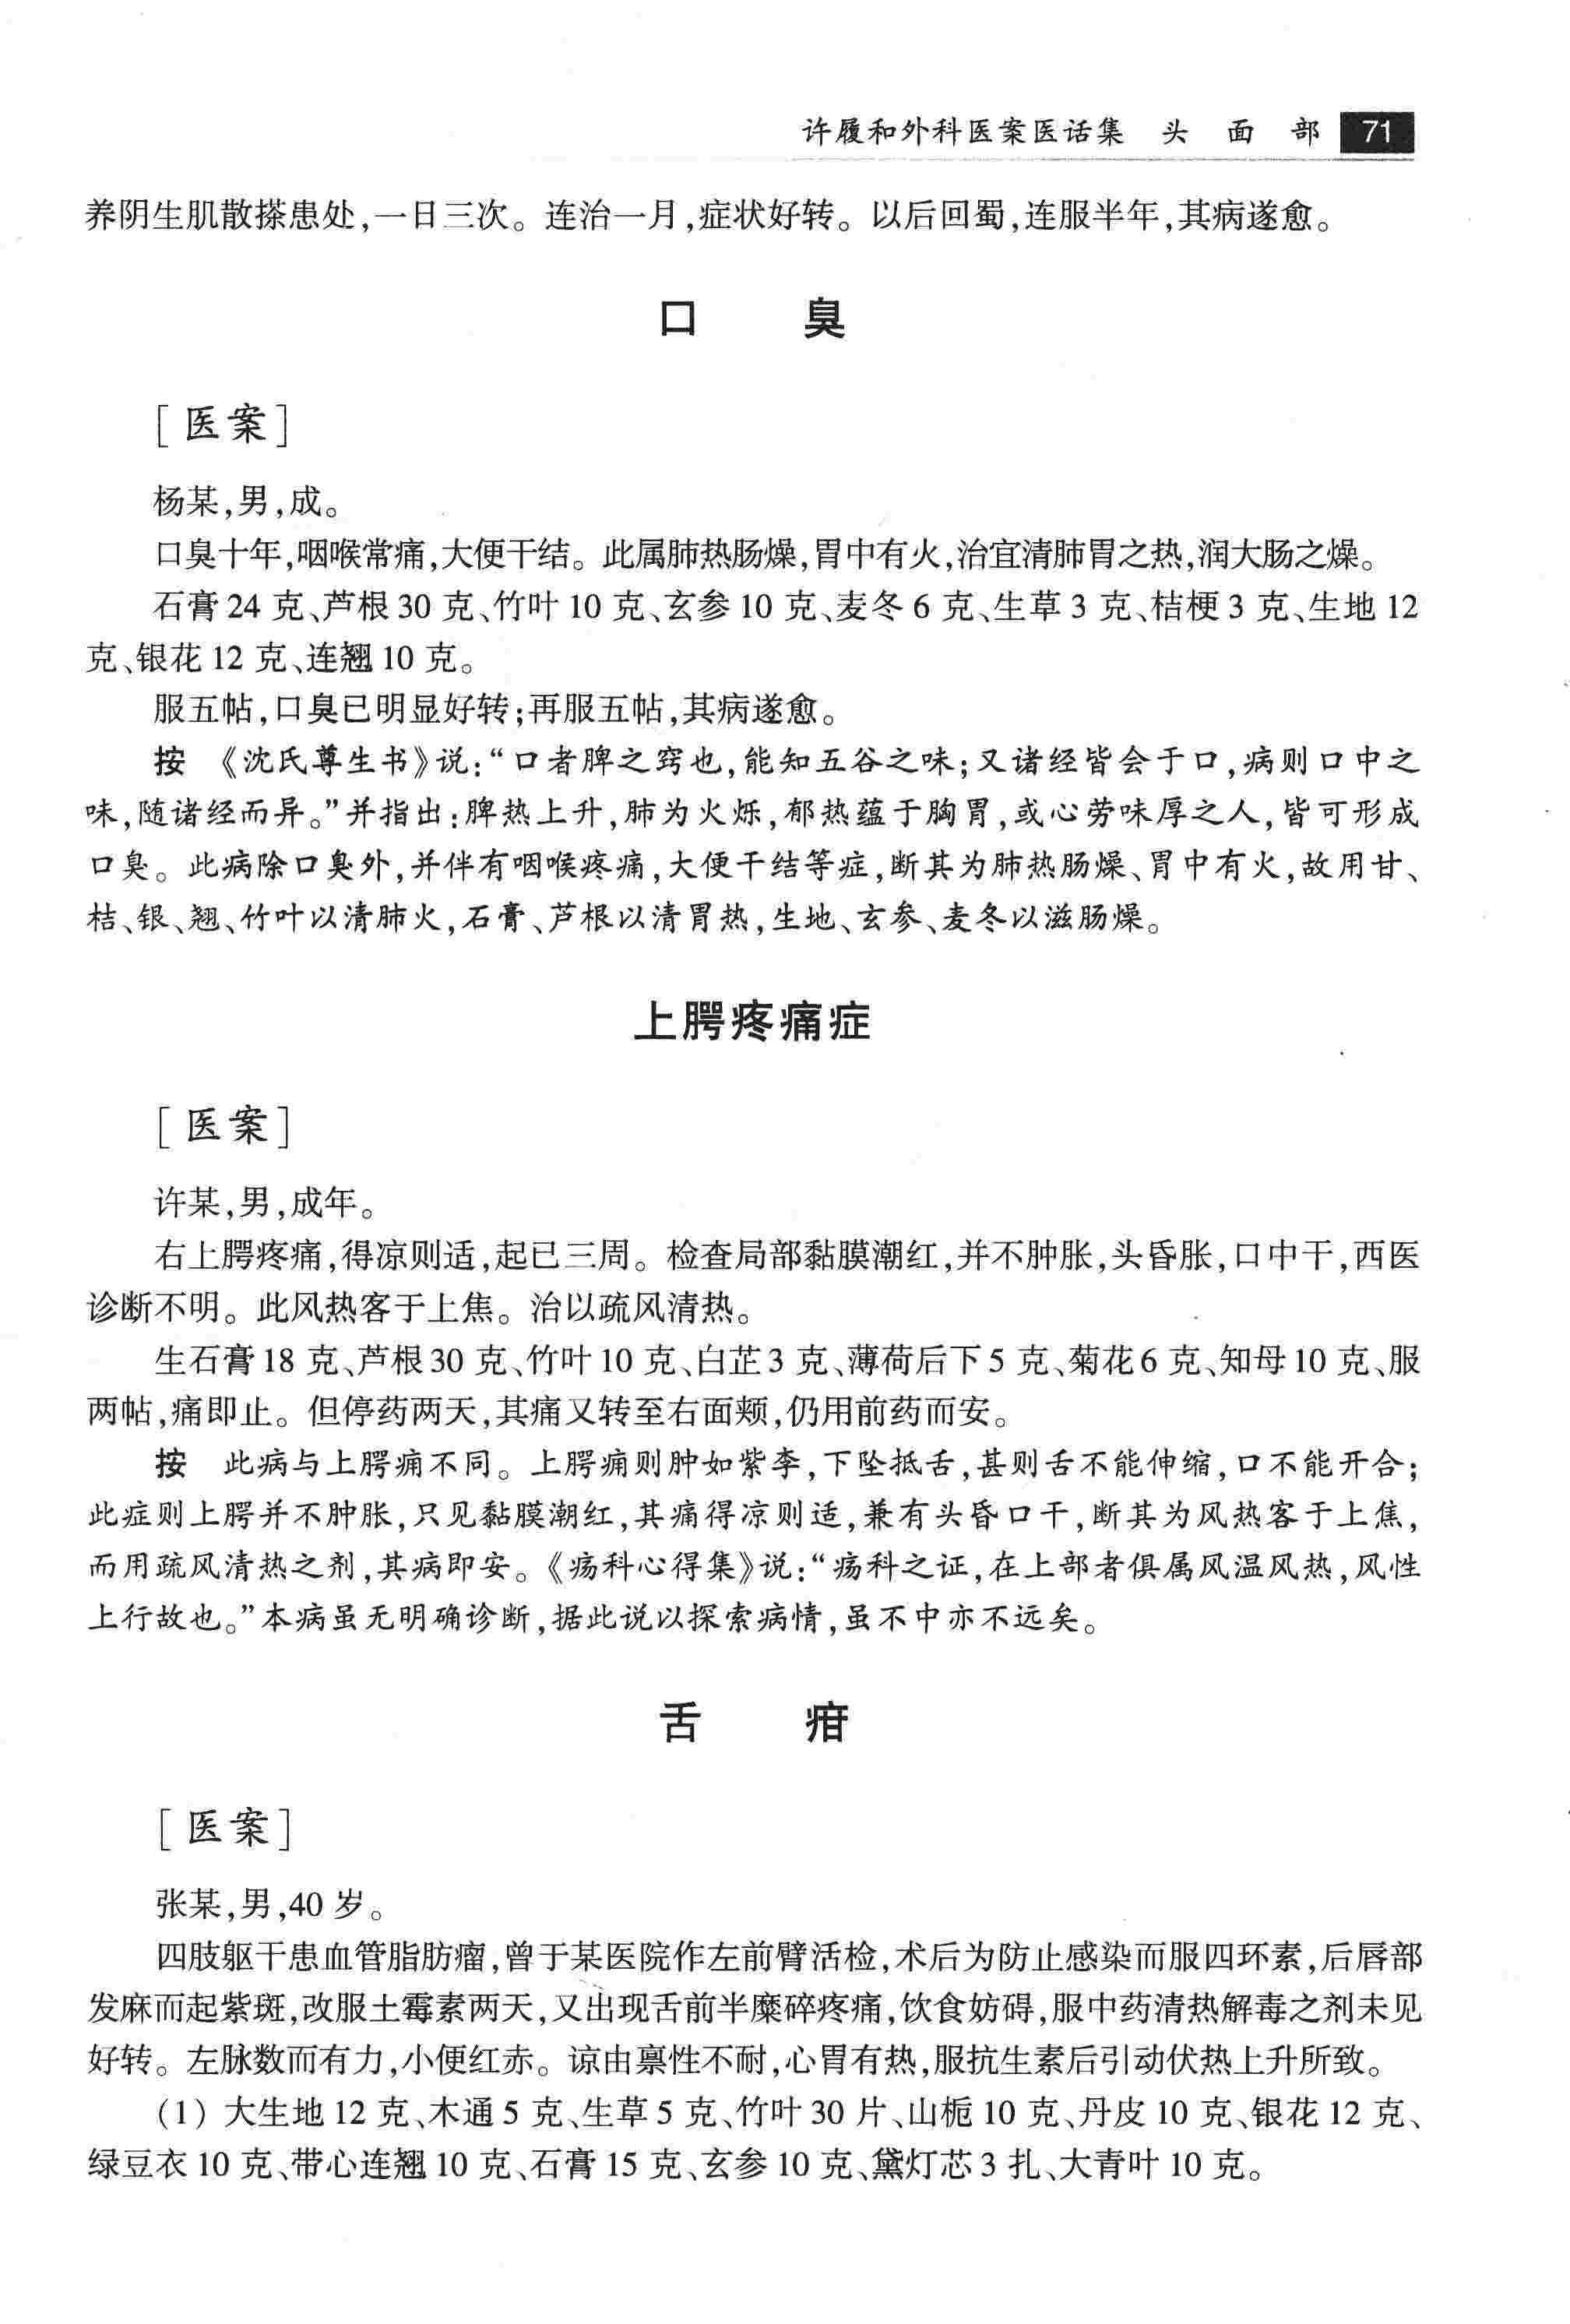 许履和外科医案医话集 头 面 部 71
养阴生肌散搽患处,一日三次。连治一月,症状好转。以后回蜀,连服半年,其病遂愈。
口 臭
［医案］
杨某,男,成。
口臭十年,咽喉常痛,大便干结。此属肺热肠燥,胃中有火,治宜清肺胃之热,润大肠之燥。
石膏 24 克、芦根 30 克、竹叶 10 克、玄参 10 克、麦冬 6 克、生草 3 克、桔梗 3 克、生地 12
克、银花 12 克、连翘 10 克。
服五帖,口臭已明显好转;再服五帖,其病遂愈。
按 《沈氏尊生书》说:“口者脾之窍也,能知五谷之味;又诸经皆会于口,病则口中之
味,随诸经而异。”并指出:脾热上升,肺为火烁,郁热蕴于胸胃,或心劳味厚之人,皆可形成
口臭。此病除口臭外,并伴有咽喉疼痛,大便干结等症,断其为肺热肠燥、胃中有火,故用甘、
桔、银、翘、竹叶以清肺火,石膏、芦根以清胃热,生地、玄参、麦冬以滋肠燥。
上腭疼痛症
［医案］
许某,男,成年。
右上腭疼痛,得凉则适,起已三周。检查局部黏膜潮红,并不肿胀,头昏胀,口中干,西医
诊断不明。此风热客于上焦。治以疏风清热。
生石膏 18 克、芦根 30 克、竹叶 10 克、白芷 3 克、薄荷后下 5 克、菊花 6 克、知母 10 克、服
两帖,痛即止。但停药两天,其痛又转至右面颊,仍用前药而安。
按 此病与上腭痈不同。上腭痈则肿如紫李,下坠抵舌,甚则舌不能伸缩,口不能开合;
此症则上腭并不肿胀,只见黏膜潮红,其痛得凉则适,兼有头昏口干,断其为风热客于上焦,
而用疏风清热之剂,其病即安。《疡科心得集》说:“疡科之证,在上部者俱属风温风热,风性
上行故也。”本病虽无明确诊断,据此说以探索病情,虽不中亦不远矣。
舌 疳
［医案］
张某,男,40 岁。
四肢躯干患血管脂肪瘤,曾于某医院作左前臂活检,术后为防止感染而服四环素,后唇部
发麻而起紫斑,改服土霉素两天,又出现舌前半糜碎疼痛,饮食妨碍,服中药清热解毒之剂未见
好转。左脉数而有力,小便红赤。谅由禀性不耐,心胃有热,服抗生素后引动伏热上升所致。
(1) 大生地 12 克、木通 5 克、生草 5 克、竹叶 30 片、山栀 10 克、丹皮 10 克、银花 12 克、
绿豆衣 10 克、带心连翘 10 克、石膏 15 克、玄参 10 克、黛灯芯 3 扎、大青叶 10 克。